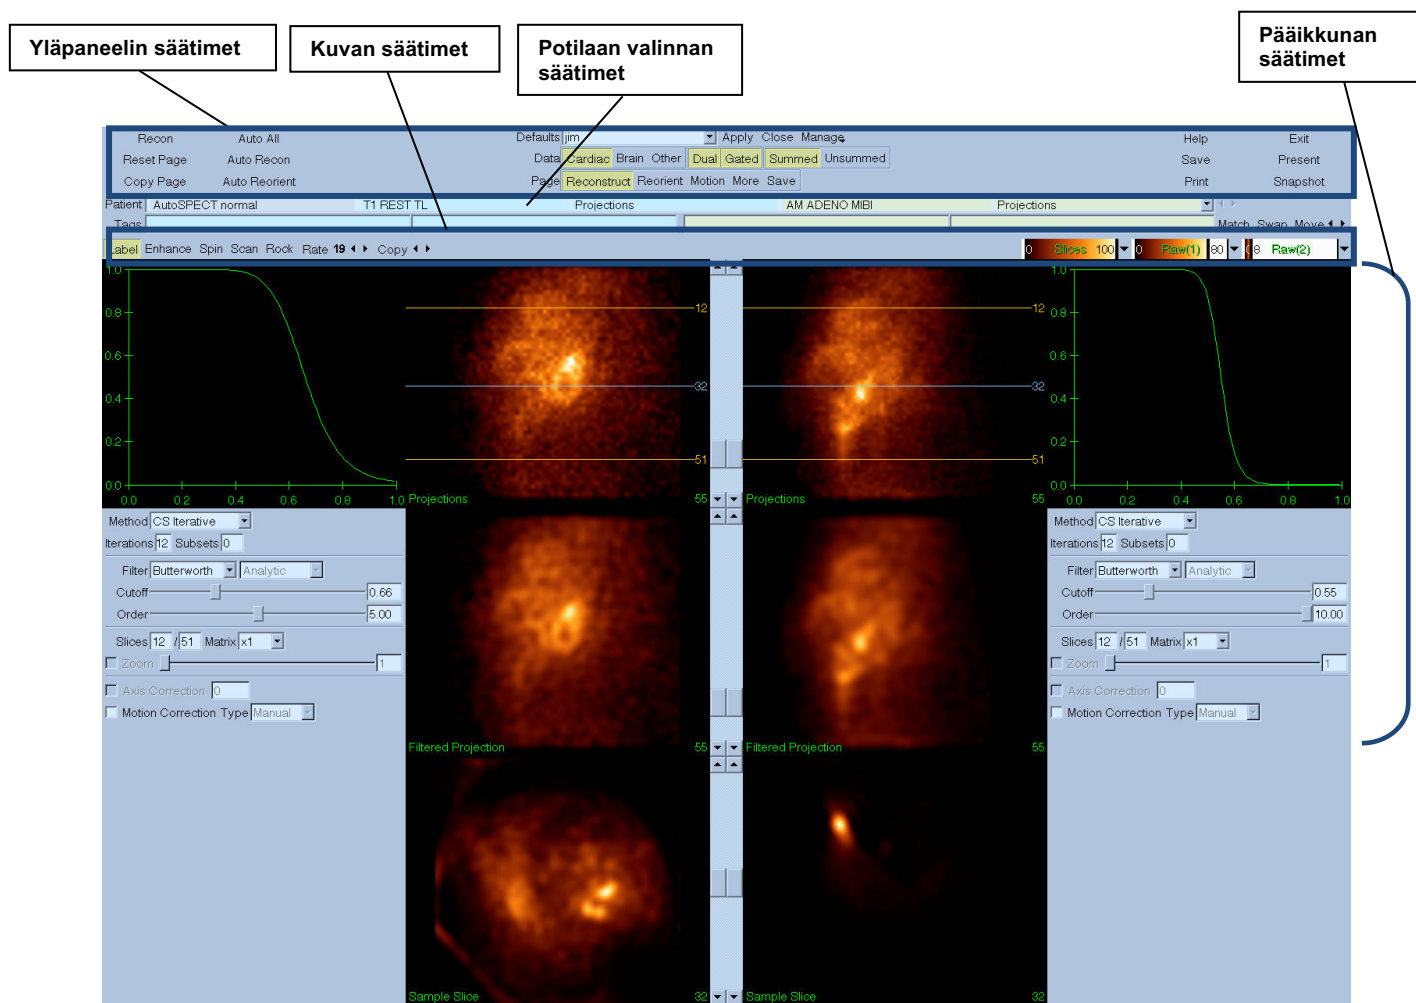 Yläpaneelin säätimet
Kuvan säätimet
Potilaan valinnan
säätimet
Pääikkunan
säätimet
Recon Auto All Defaults jim Apply Close Manage Help Exit
Reset Page Auto Recon Data Cardiac Brain Other Dual Gated Summed Unsummed Save Present
Copy Page Auto Reorient Page Reconstruct Reorient Motion More Save Print Snapshot
Patient AutoSPECT normal T1 REST TL Projections AM ADENO MIBI Projections
Tags Match Swap Move
Label Enhance Spin Scan Rock Rate 19 Copy 0 Slices 100 0 Raw(1) 80 8 Raw(2)
1.0
0.8
0.6
0.4
0.2
0.0
0.0 0.2 0.4 0.6 0.8 1.0
12
32
51
Projections 55
12
32
51
Projections 55
1.0
0.8
0.6
0.4
0.2
0.0
0.0 0.2 0.4 0.6 0.8 1.0
Method CS Iterative
Iterations 12 Subsets 0
Filter Butterworth Analytic
Cutoff 0.66
Order 5.00
Slices 12 / 51 Matrix x1
Zoom 1
Axis Correction 0
Motion Correction Type Manual
Filtered Projection 55
Filtered Projection 55
Method CS Iterative
Iterations 12 Subsets 0
Filter Butterworth Analytic
Cutoff 0.55
Order 10.00
Slices 12 / 51 Matrix x1
Zoom 1
Axis Correction 0
Motion Correction Type Manual
Sample Slice 32
Sample Slice 32